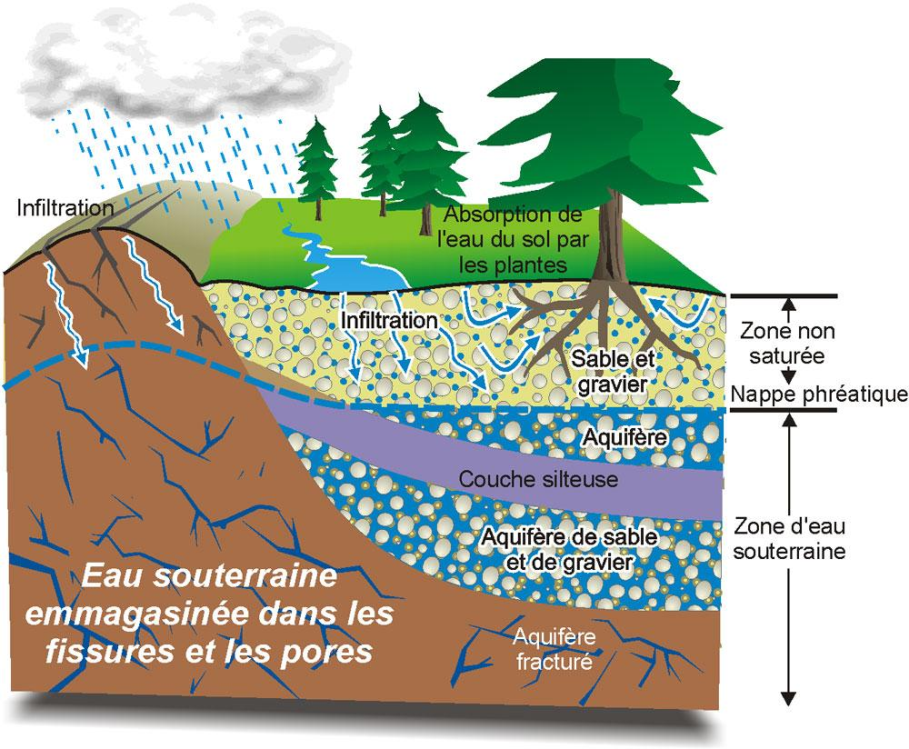 Infiltration
Absorption de
l'eau du sol par
les plantes
Infiltration
Sable et
gravier
Zone non
saturée
Nappe phréatique
Aquifère
Couche silteuse
Aquifère de sable
et de gravier
Zone d'eau
souterraine
Eau souterraine
emmagasinée dans les
fissures et les pores
Aquifère
fracturé